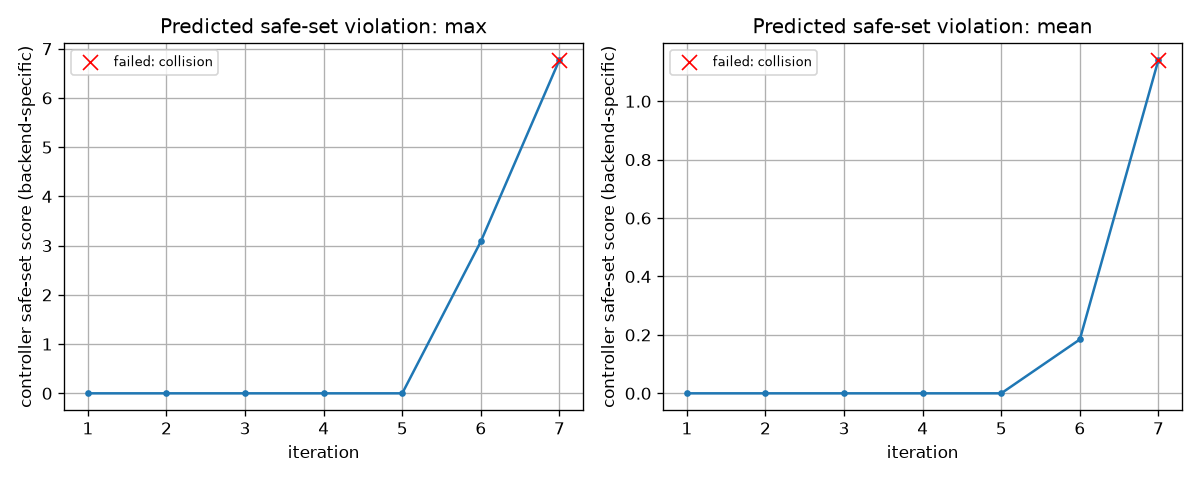 Predicted safe-set violation: max
controller safe-set score (backend-specific)
failed: collision
7
6
5
4
3
2
1
0
1 2 3 4 5 6 7
iteration
Predicted safe-set violation: mean
controller safe-set score (backend-specific)
failed: collision
1.0
0.8
0.6
0.4
0.2
0.0
1 2 3 4 5 6 7
iteration